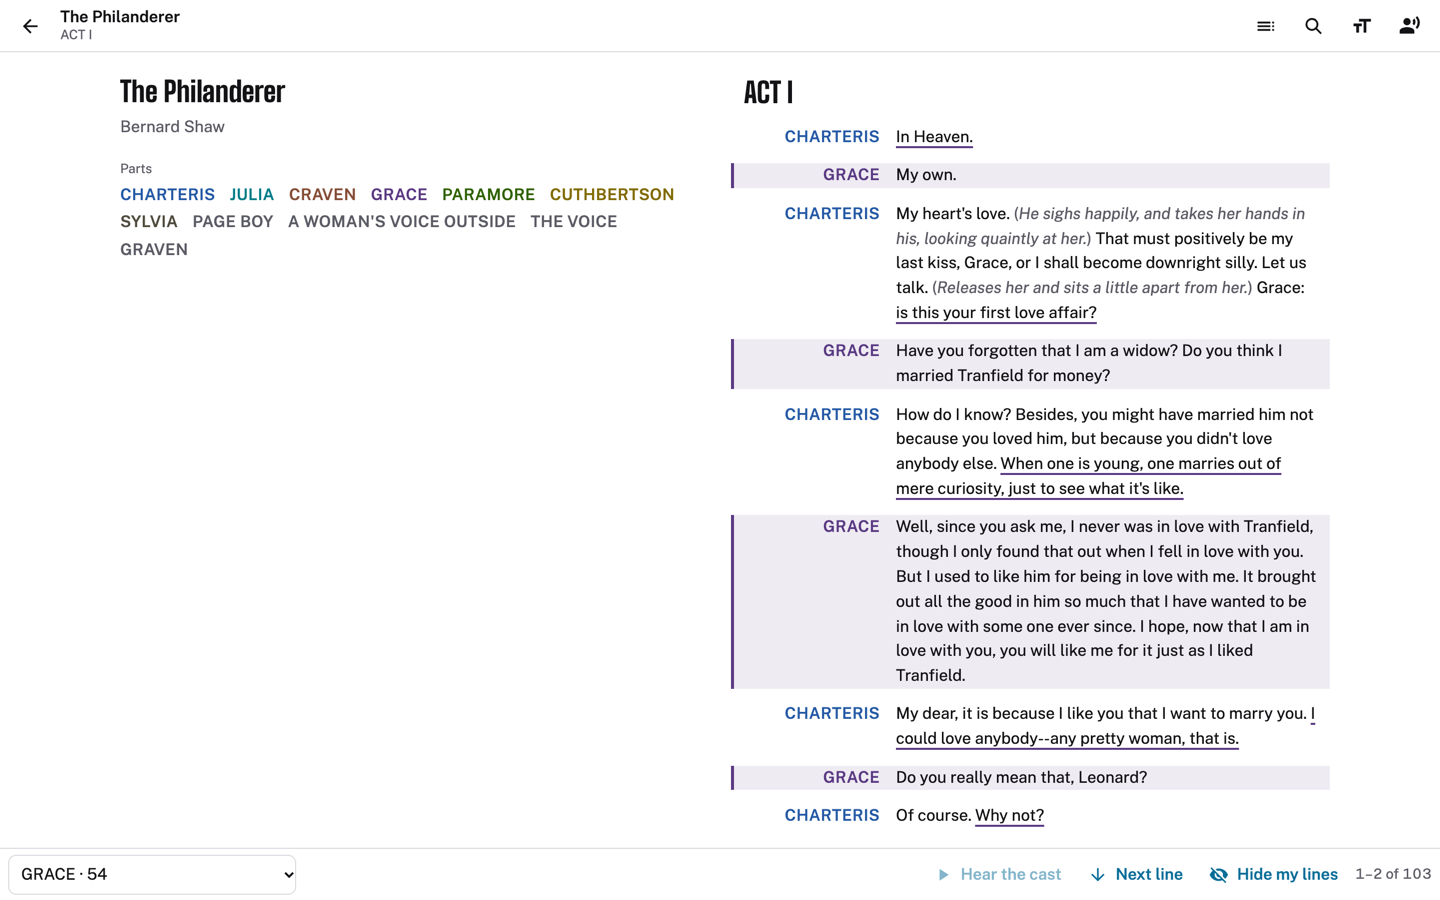 The Philanderer
ACT I
The Philanderer
Bernard Shaw
Parts
CHARTERIS JULIA CRAVEN GRACE PARAMORE CUTHBERTSON
SYLVIA PAGE BOY A WOMAN'S VOICE OUTSIDE THE VOICE
GRAVEN
ACT I
CHARTERIS In Heaven.
GRACE My own.
CHARTERIS My heart's love. (He sighs happily, and takes her hands in
his, looking quaintly at her.) That must positively be my
last kiss, Grace, or I shall become downright silly. Let us
talk. (Releases her and sits a little apart from her.) Grace:
is this your first love affair?
GRACE Have you forgotten that I am a widow? Do you think I
married Tranfield for money?
CHARTERIS How do I know? Besides, you might have married him not
because you loved him, but because you didn't love
anybody else. When one is young, one marries out of
mere curiosity, just to see what it's like.
GRACE Well, since you ask me, I never was in love with Tranfield,
though I only found that out when I fell in love with you.
But I used to like him for being in love with me. It brought
out all the good in him so much that I have wanted to be
in love with some one ever since. I hope, now that I am in
love with you, you will like me for it just as I liked
Tranfield.
CHARTERIS My dear, it is because I like you that I want to marry you. I
could love anybody--any pretty woman, that is.
GRACE Do you really mean that, Leonard?
CHARTERIS Of course. Why not?
GRACE · 54
Hear the cast
Next line
Hide my lines
1–2 of 103